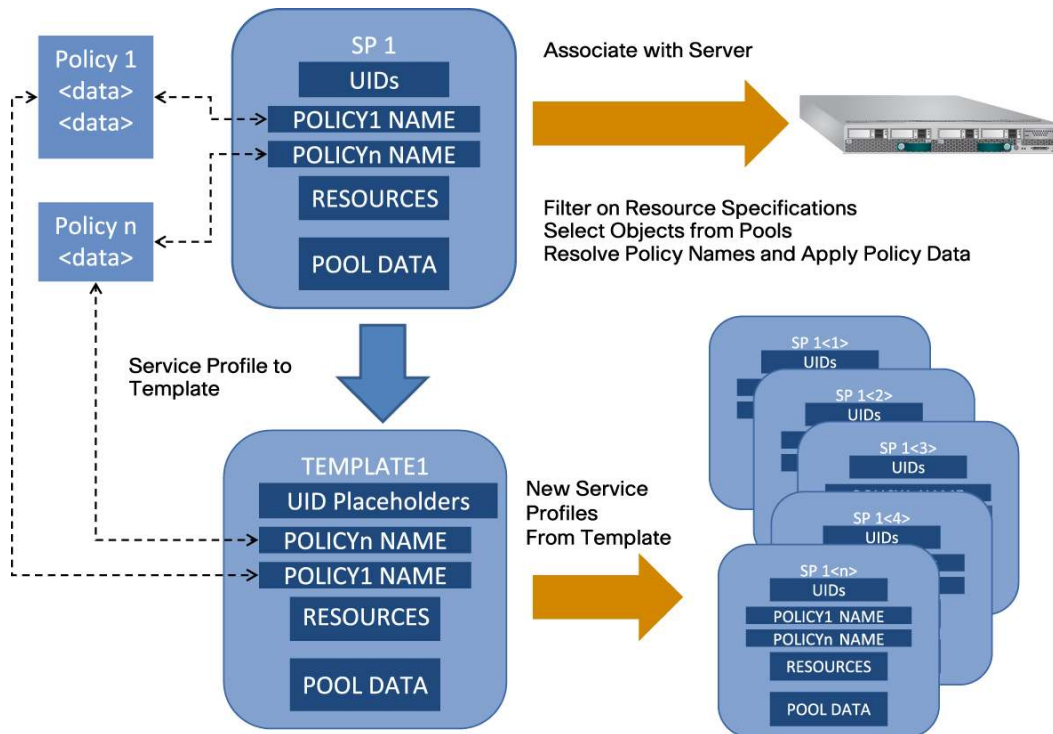 Policy 1
<data>
<data>
Policy n
<data>
SP 1
UIDs
POLICY1 NAME
POLICYn NAME
RESOURCES
POOL DATA
Associate with Server
Filter on Resource Specifications
Select Objects from Pools
Resolve Policy Names and Apply Policy Data
Service Profile to
Template
TEMPLATE1
UID Placeholders
POLICYn NAME
POLICY1 NAME
RESOURCES
POOL DATA
New Service
Profiles
From Template
SP 1<1>
UIDs
SP 1<2>
UIDs
SP 1<3>
UIDs
SP 1<4>
UIDs
SP 1<n>
UIDs
POLICY1 NAME
POLICYn NAME
RESOURCES
POOL DATA